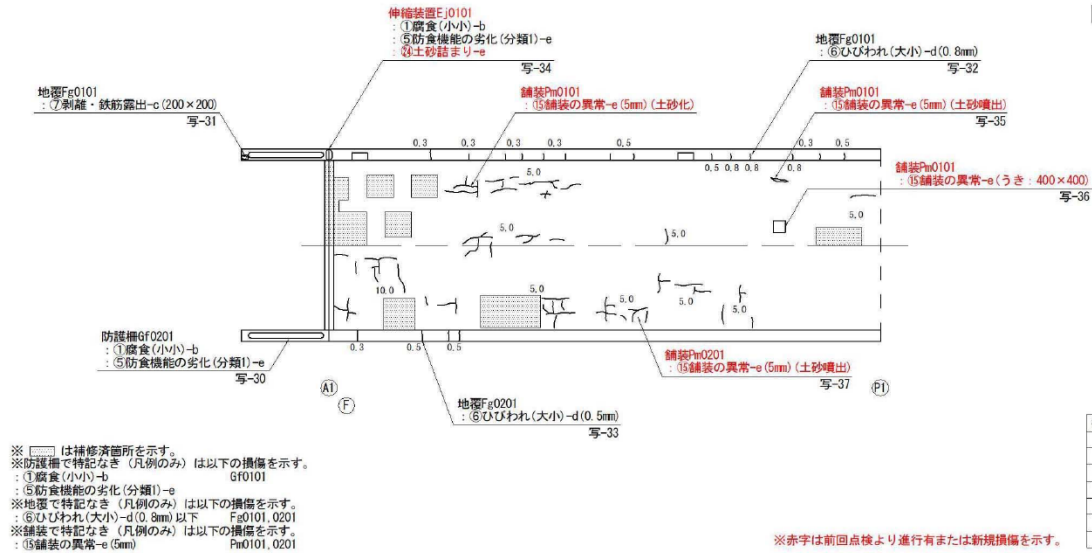 伸縮装置Ej0101
:①腐食(小小)-b
:⑤防食機能の劣化(分類1)-e
:㉔土砂詰まり-e
写-34
地覆Fg0101
:⑥ひびわれ(大小)-d(0.8mm)
写-32
地覆Fg0101
:⑦剥離・鉄筋露出-c(200×200)
写-31
舗装Pm0101
:⑮舗装の異常-e(5mm)(土砂化)
舗装Pm0101
:⑮舗装の異常-e(5mm)(土砂噴出)
写-35
舗装Pm0101
:⑮舗装の異常-e(うき:400×400)
写-36
0.3 0.3 0.3 0.3 0.5 0.3 0.5
0.5 0.8 0.8 0.8
5.0
5.0
5.0 5.0
10.0 5.0 5.0 5.0 5.0
0.3 0.5 0.5
防護柵Gf0201
:①腐食(小小)-b
:⑤防食機能の劣化(分類1)-e
写-30
舗装Pm0201
:⑮舗装の異常-e(5mm)(土砂噴出)
写-37
A1
F
P1
地覆Fg0201
:⑥ひびわれ(大小)-d(0.5mm)
写-33
※ は補修済箇所を示す。
※防護柵で特記なき(凡例のみ)は以下の損傷を示す。
:①腐食(小小)-b Gf0101
:⑤防食機能の劣化(分類1)-e
※地覆で特記なき(凡例のみ)は以下の損傷を示す。
:⑥ひびわれ(大小)-d(0.8mm)以下 Fg0101,0201
※舗装で特記なき(凡例のみ)は以下の損傷を示す。
:⑮舗装の異常-e(5mm) Pm0101,0201
※赤字は前回点検より進行有または新規損傷を示す。